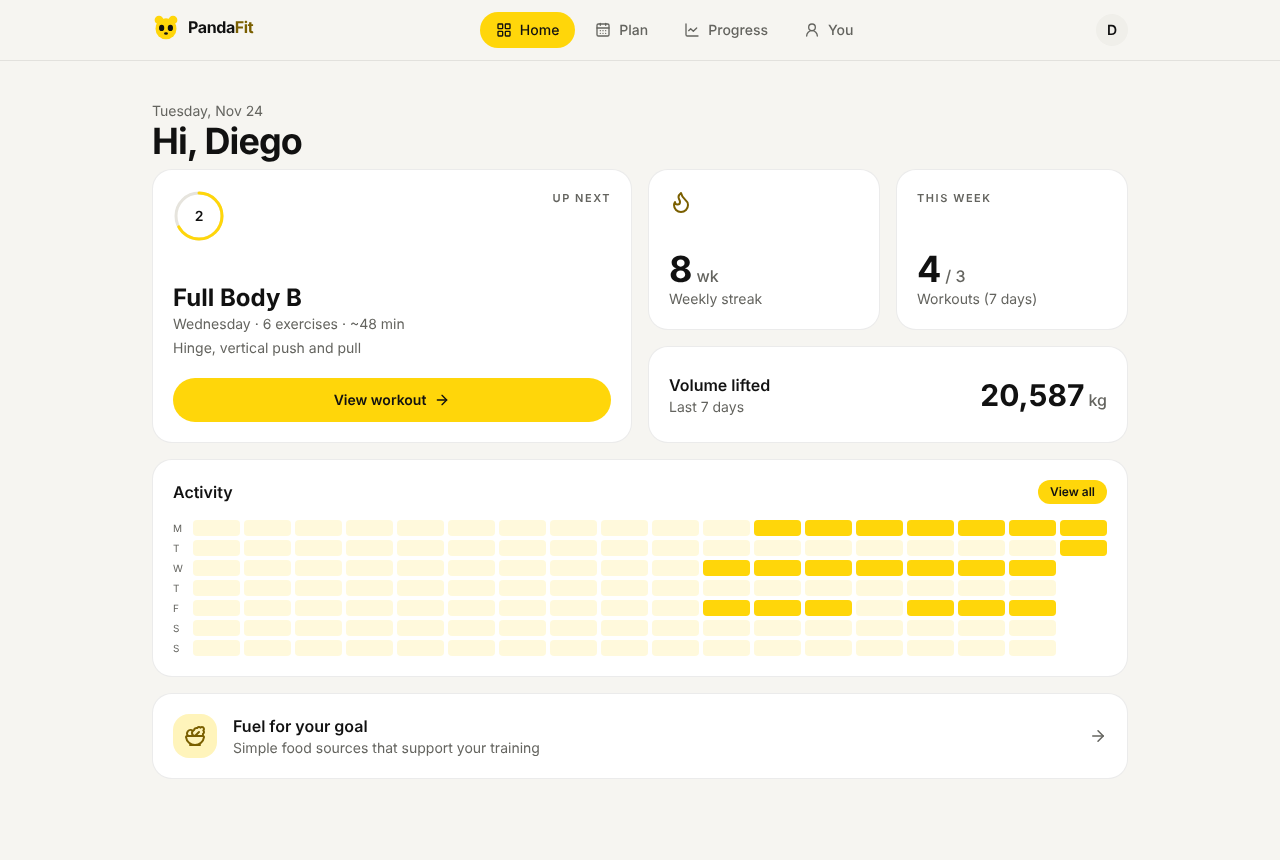 PandaFit
Home
Plan
Progress
You
D
Tuesday, Nov 24
Hi, Diego
2
UP NEXT
Full Body B
Wednesday · 6 exercises · ~48 min
Hinge, vertical push and pull
View workout
8 wk
Weekly streak
THIS WEEK
4 / 3
Workouts (7 days)
Volume lifted
Last 7 days
20,587 kg
Activity
View all
M
T
W
T
F
S
S
Fuel for your goal
Simple food sources that support your training